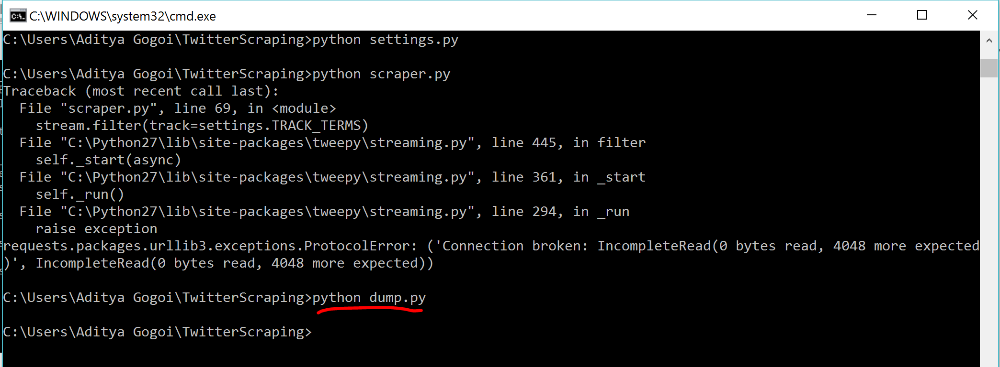 C:\WINDOWS\system32\cmd.exe
C:\Users\Aditya Gogoi\TwitterScraping>python settings.py
C:\Users\Aditya Gogoi\TwitterScraping>python scraper.py
Traceback (most recent call last):
  File "scraper.py", line 69, in <module>
    stream.filter(track=settings.TRACK_TERMS)
  File "C:\Python27\lib\site-packages\tweepy\streaming.py", line 445, in filter
    self._start(async)
  File "C:\Python27\lib\site-packages\tweepy\streaming.py", line 361, in _start
    self._run()
  File "C:\Python27\lib\site-packages\tweepy\streaming.py", line 294, in _run
    raise exception
requests.packages.urllib3.exceptions.ProtocolError: ('Connection broken: IncompleteRead(0 bytes read, 4048 more expected
)', IncompleteRead(0 bytes read, 4048 more expected))
C:\Users\Aditya Gogoi\TwitterScraping>python dump.py
C:\Users\Aditya Gogoi\TwitterScraping>